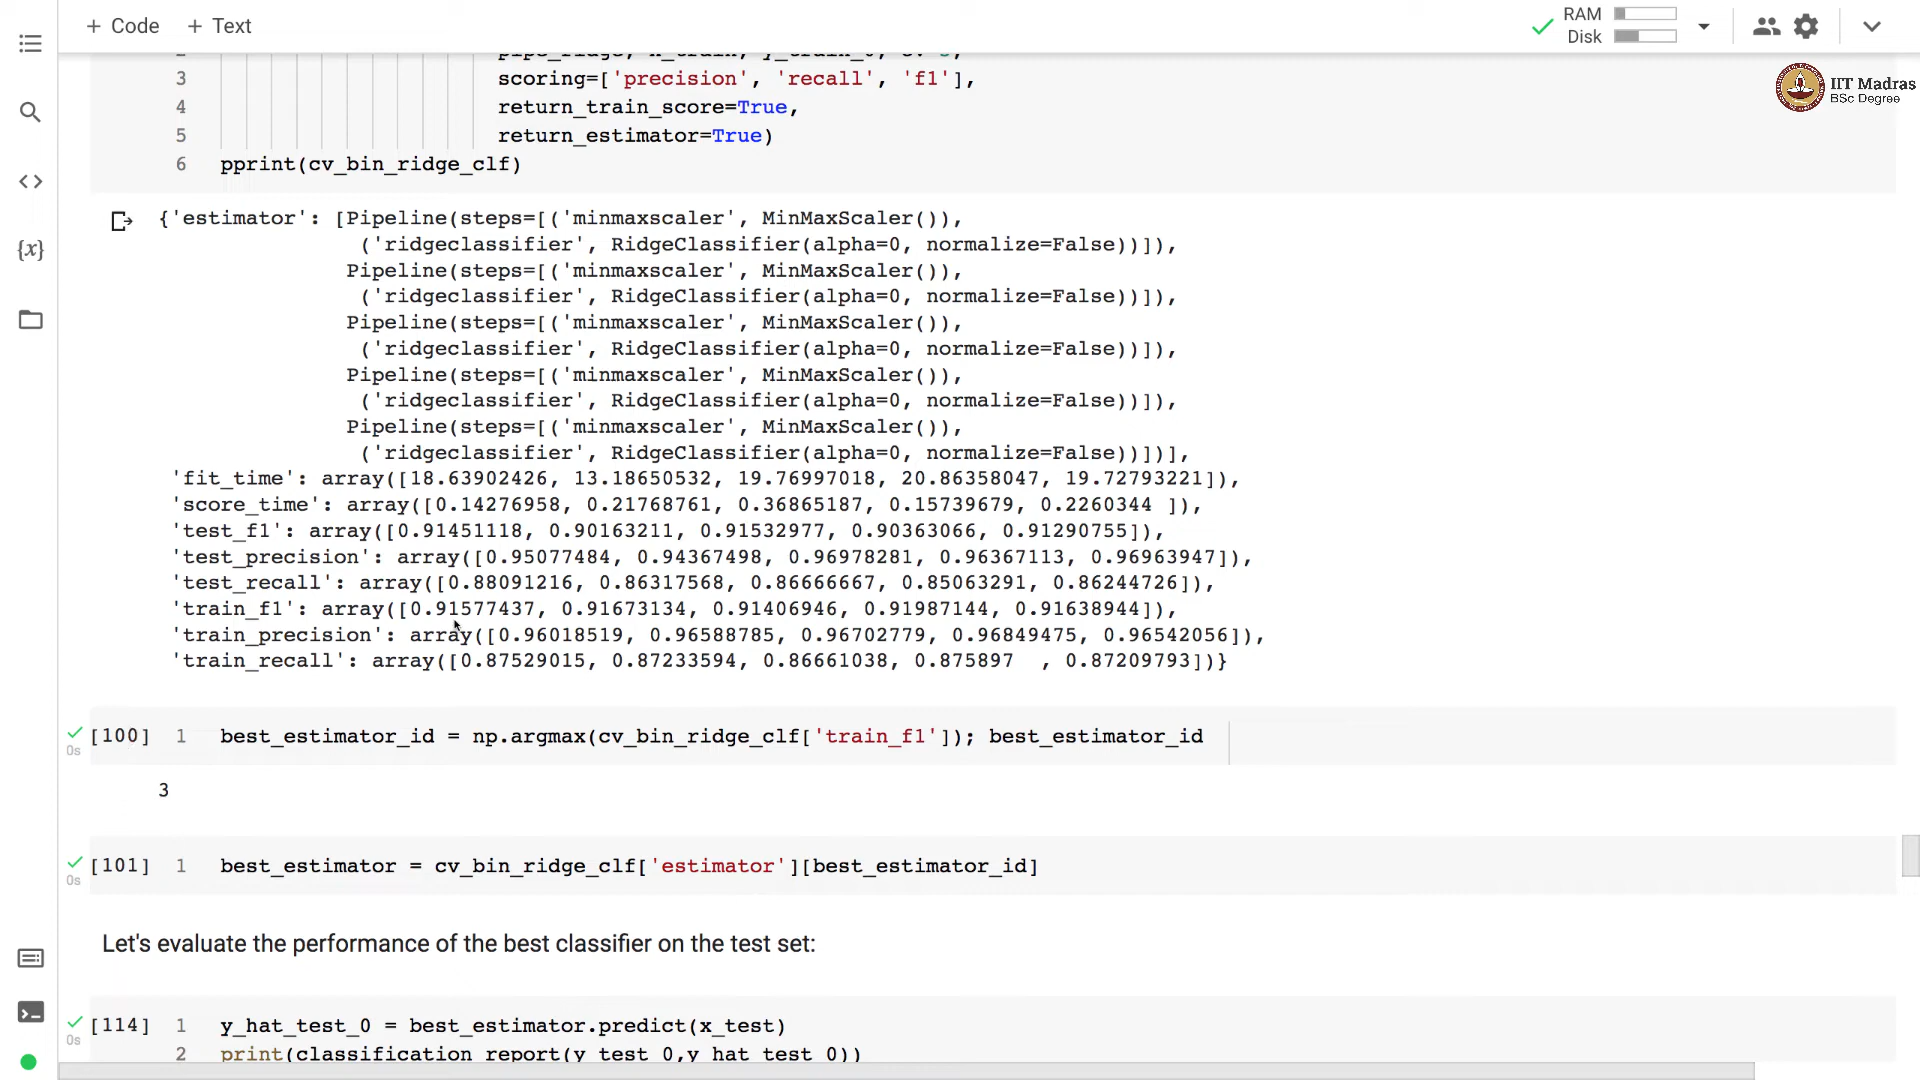 + Code + Text
RAM
Disk
IIT Madras
BSc Degree
3 scoring=['precision', 'recall', 'f1'],
4 return_train_score=True,
5 return_estimator=True)
6 pprint(cv_bin_ridge_clf)
{'estimator': [Pipeline(steps=[('minmaxscaler', MinMaxScaler()),
('ridgeclassifier', RidgeClassifier(alpha=0, normalize=False))]),
Pipeline(steps=[('minmaxscaler', MinMaxScaler()),
('ridgeclassifier', RidgeClassifier(alpha=0, normalize=False))]),
Pipeline(steps=[('minmaxscaler', MinMaxScaler()),
('ridgeclassifier', RidgeClassifier(alpha=0, normalize=False))]),
Pipeline(steps=[('minmaxscaler', MinMaxScaler()),
('ridgeclassifier', RidgeClassifier(alpha=0, normalize=False))]),
Pipeline(steps=[('minmaxscaler', MinMaxScaler()),
('ridgeclassifier', RidgeClassifier(alpha=0, normalize=False))])],
'fit_time': array([18.63902426, 13.18650532, 19.76997018, 20.86358047, 19.72793221]),
'score_time': array([0.14276958, 0.21768761, 0.36865187, 0.15739679, 0.2260344 ]),
'test_f1': array([0.91451118, 0.90163211, 0.91532977, 0.90363066, 0.91290755]),
'test_precision': array([0.95077484, 0.94367498, 0.96978281, 0.96367113, 0.96963947]),
'test_recall': array([0.88091216, 0.86317568, 0.86666667, 0.85063291, 0.86244726]),
'train_f1': array([0.91577437, 0.91673134, 0.91406946, 0.91987144, 0.91638944]),
'train_precision': array([0.96018519, 0.96588785, 0.96702779, 0.96849475, 0.96542056]),
'train_recall': array([0.87529015, 0.87233594, 0.86661038, 0.875897 , 0.87209793])}
[100] 1 best_estimator_id = np.argmax(cv_bin_ridge_clf['train_f1']); best_estimator_id
0s
3
[101] 1 best_estimator = cv_bin_ridge_clf['estimator'][best_estimator_id]
0s
Let's evaluate the performance of the best classifier on the test set:
[114] 1 y_hat_test_0 = best_estimator.predict(x_test)
0s
2 print(classification_report(y_test_0,y_hat_test_0))